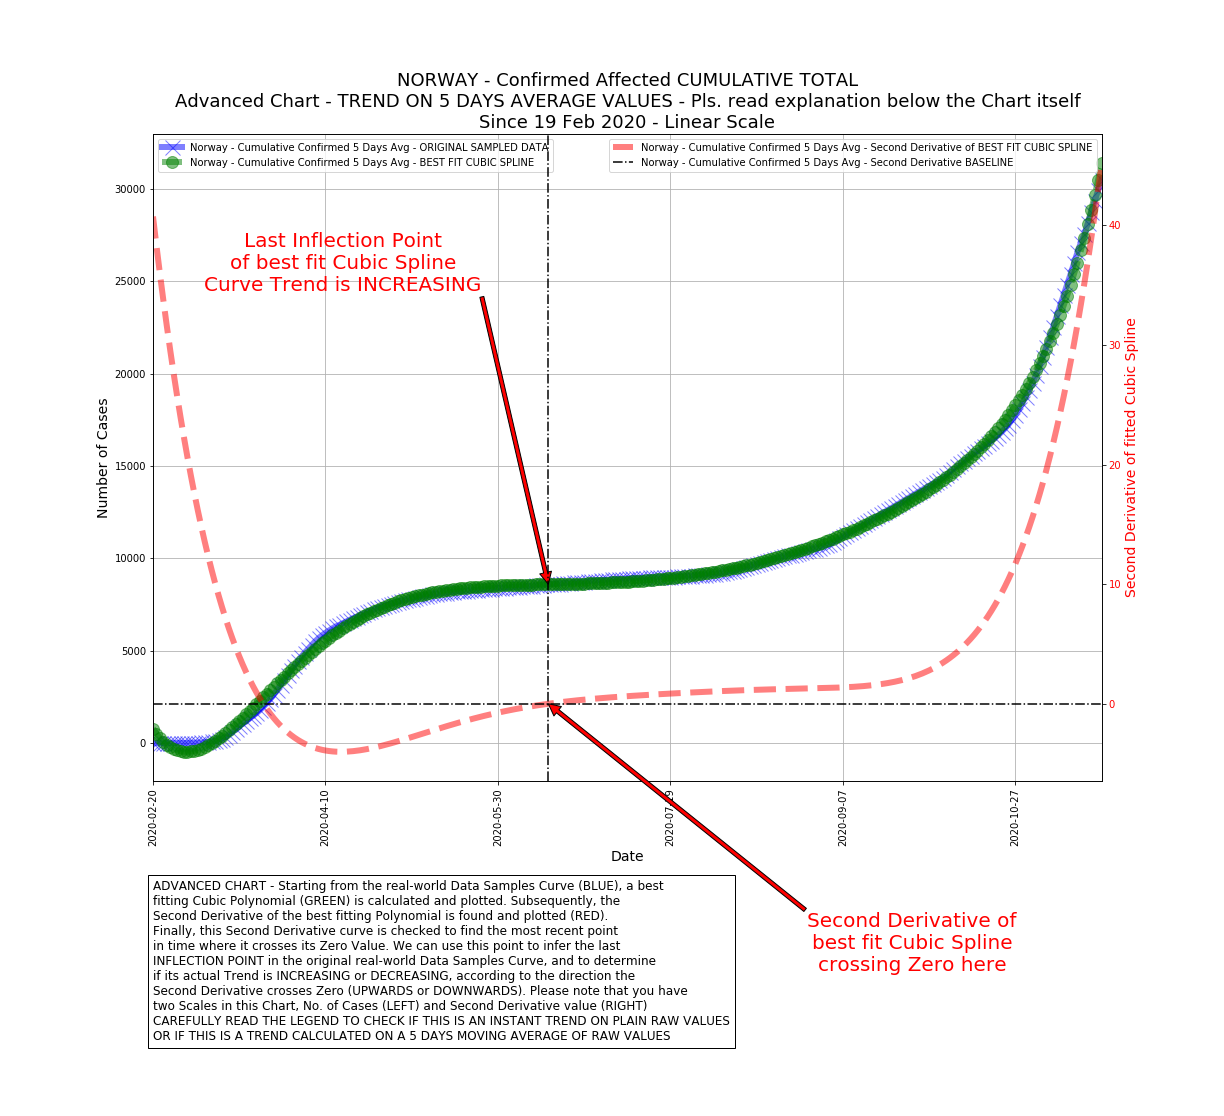 NORWAY - Confirmed Affected CUMULATIVE TOTAL
Advanced Chart - TREND ON 5 DAYS AVERAGE VALUES - Pls. read explanation below the Chart itself
Since 19 Feb 2020 - Linear Scale
Norway - Cumulative Confirmed 5 Days Avg - ORIGINAL SAMPLED DATA
Norway - Cumulative Confirmed 5 Days Avg - BEST FIT CUBIC SPLINE
Norway - Cumulative Confirmed 5 Days Avg - Second Derivative of BEST FIT CUBIC SPLINE
Norway - Cumulative Confirmed 5 Days Avg - Second Derivative BASELINE
Last Inflection Point
of best fit Cubic Spline
Curve Trend is INCREASING
Number of Cases
30000
25000
20000
15000
10000
5000
0
40
30
20
10
0
Second Derivative of fitted Cubic Spline
2020-02-20
2020-04-10
2020-05-30
2020-07-19
2020-09-07
2020-10-27
Date
ADVANCED CHART - Starting from the real-world Data Samples Curve (BLUE), a best
fitting Cubic Polynomial (GREEN) is calculated and plotted. Subsequently, the
Second Derivative of the best fitting Polynomial is found and plotted (RED).
Finally, this Second Derivative curve is checked to find the most recent point
in time where it crosses its Zero Value. We can use this point to infer the last
INFLECTION POINT in the original real-world Data Samples Curve, and to determine
if its actual Trend is INCREASING or DECREASING, according to the direction the
Second Derivative crosses Zero (UPWARDS or DOWNWARDS). Please note that you have
two Scales in this Chart, No. of Cases (LEFT) and Second Derivative value (RIGHT)
CAREFULLY READ THE LEGEND TO CHECK IF THIS IS AN INSTANT TREND ON PLAIN RAW VALUES
OR IF THIS IS A TREND CALCULATED ON A 5 DAYS MOVING AVERAGE OF RAW VALUES
Second Derivative of
best fit Cubic Spline
crossing Zero here